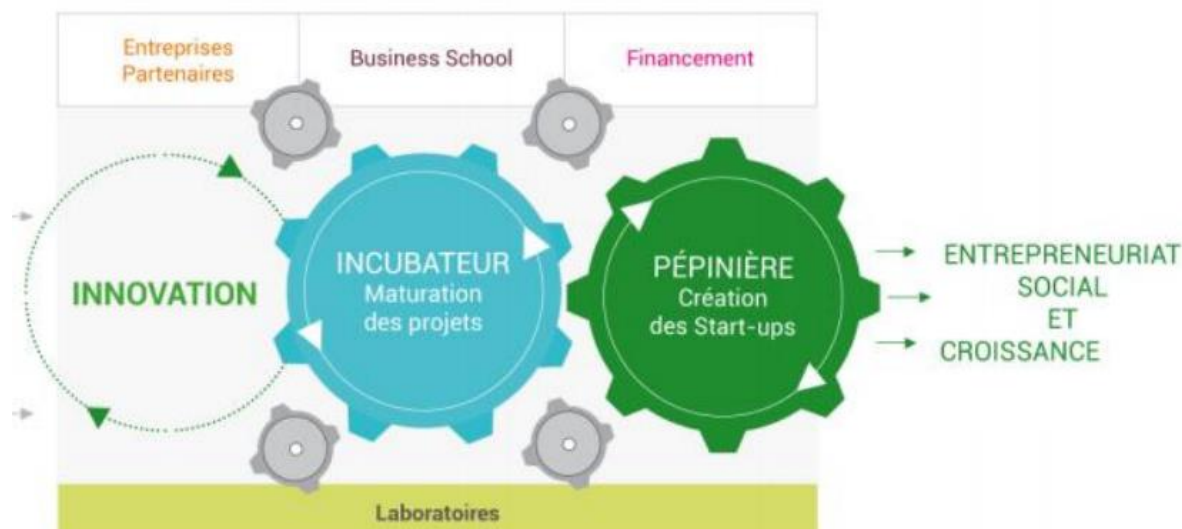 Entreprises
Partenaires
Business School
Financement
INNOVATION
INCUBATEUR
Maturation
des projets
PÉPINIÈRE
Création
des Start-ups
ENTREPRENEURIAT
SOCIAL
ET
CROISSANCE
Laboratoires